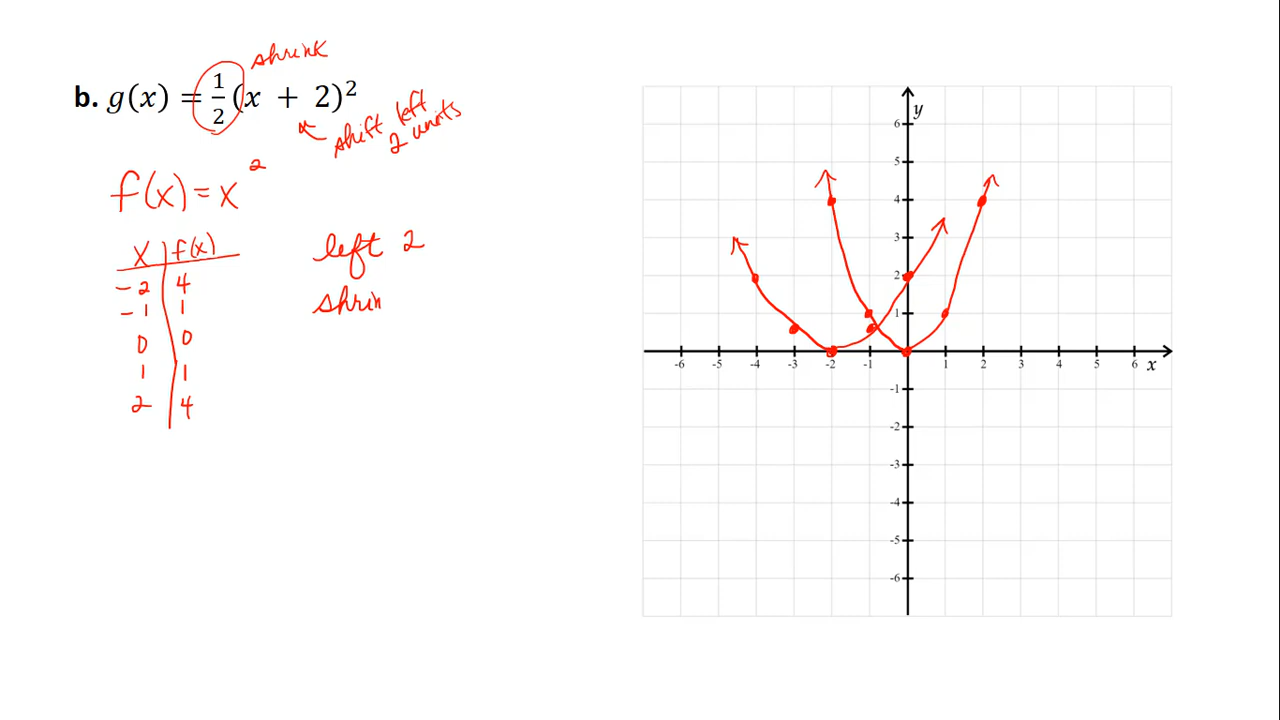 shrink
b. g(x) = 1/2 (x + 2)²
shift left
2 units
f(x) = x²
x f(x)
-2 4
-1 1
0 0
1 1
2 4
left 2
shrin
y
6
5
4
3
2
1
-6 -5 -4 -3 -2 -1 1 2 3 4 5 6 x
-1
-2
-3
-4
-5
-6